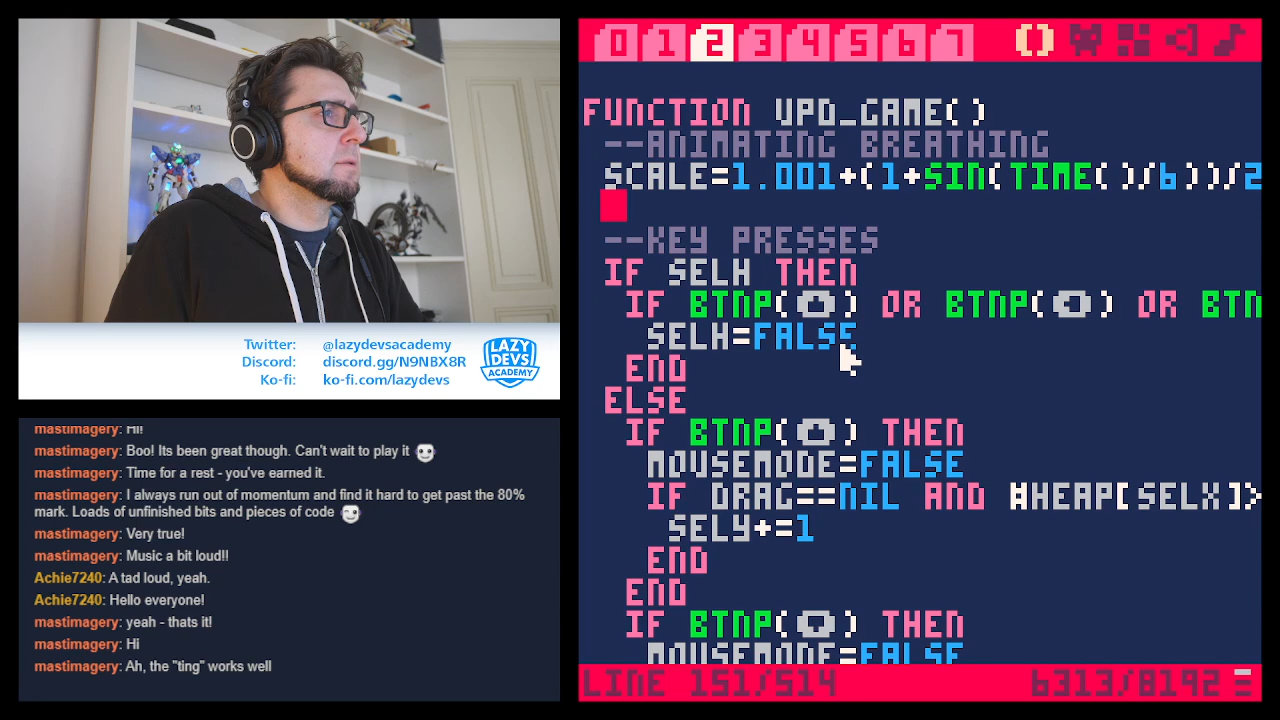 Twitter: @lazydevsacademy
Discord: discord.gg/N9NBX8R
Ko-fi: ko-fi.com/lazydevs
LAZY
DEVS
ACADEMY
mastimagery: Hi!
mastimagery: Boo! Its been great though. Can't wait to play it
mastimagery: Time for a rest - you've earned it.
mastimagery: I always run out of momentum and find it hard to get past the 80%
mark. Loads of unfinished bits and pieces of code
mastimagery: Very true!
mastimagery: Music a bit loud!!
Achie7240: A tad loud, yeah.
Achie7240: Hello everyone!
mastimagery: yeah - thats it!
mastimagery: Hi
mastimagery: Ah, the "ting" works well
0 1 2 3 4 5 6 7 ()
FUNCTION UPD_GAME()
--ANIMATING BREATHING
SCALE=1.001+(1+SIN(TIME()/6))/2
--KEY PRESSES
IF SELH THEN
IF BTNP(⬆️) OR BTNP(⬅️) OR BTN
SELH=FALSE
END
ELSE
IF BTNP(⬆️) THEN
MOUSEMODE=FALSE
IF DRAG==NIL AND #HEAP[SELX]>
SELY+=1
END
END
IF BTNP(⬇️) THEN
MOUSEMODE=FALSE
LINE 151/514 6313/8192